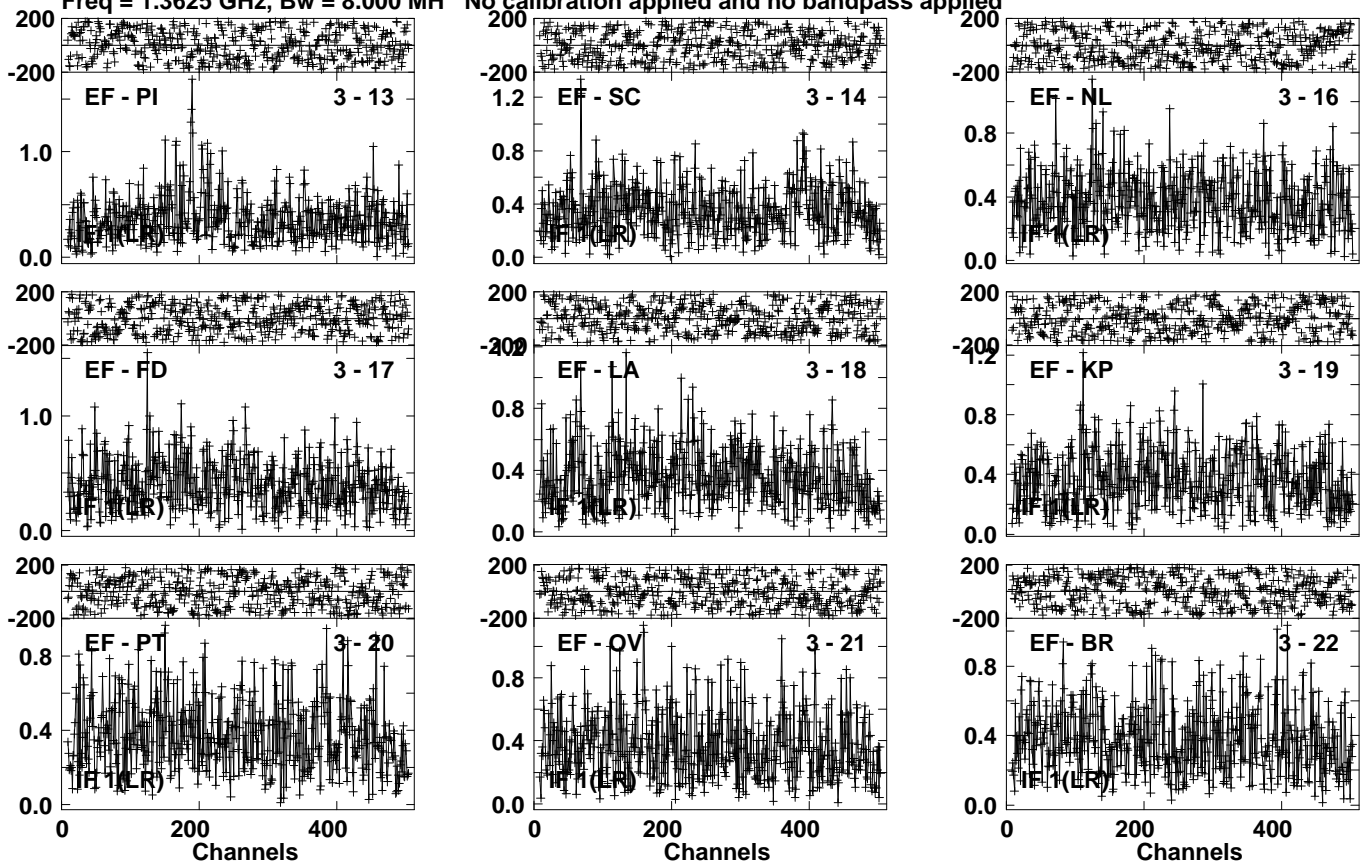 Freq = 1.3625 GHz, Bw = 8.000 MH No calibration applied and no bandpass applied
200 200 200
-200 -200 -200
EF - PI 3 - 13 EF - SC 3 - 14 EF - NL 3 - 16
1.2
1.0 0.8 0.8
0.4 0.4
IF 1(LR) IF 1(LR) IF 1(LR)
0.0 0.0 0.0
200 200 200
-200 -200 -200
1.2 1.2
EF - FD 3 - 17 EF - LA 3 - 18 EF - KP 3 - 19
1.0 0.8 0.8
0.4 0.4
IF 1(LR) IF 1(LR) IF 1(LR)
0.0 0.0 0.0
200 200 200
-200 -200 -200
EF - PT 3 - 20 EF - OV 3 - 21 EF - BR 3 - 22
0.8 0.8 0.8
0.4 0.4 0.4
IF 1(LR) IF 1(LR) IF 1(LR)
0.0 0.0 0.0
0 200 400 0 200 400 0 200 400
Channels Channels Channels